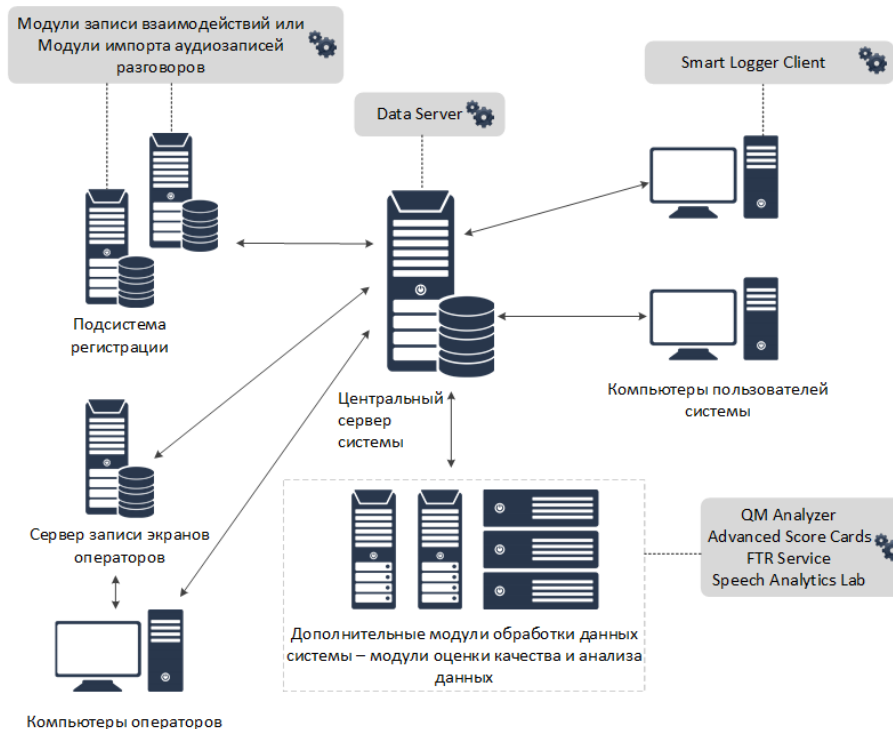 Модули записи взаимодействий или
Модули импорта аудиозаписей
разговоров
Smart Logger Client
Data Server
Подсистема
регистрации
Центральный
сервер
системы
Компьютеры пользователей
системы
Сервер записи экранов
операторов
QM Analyzer
Advanced Score Cards
FTR Service
Speech Analytics Lab
Дополнительные модули обработки данных
системы – модули оценки качества и анализа
данных
Компьютеры операторов